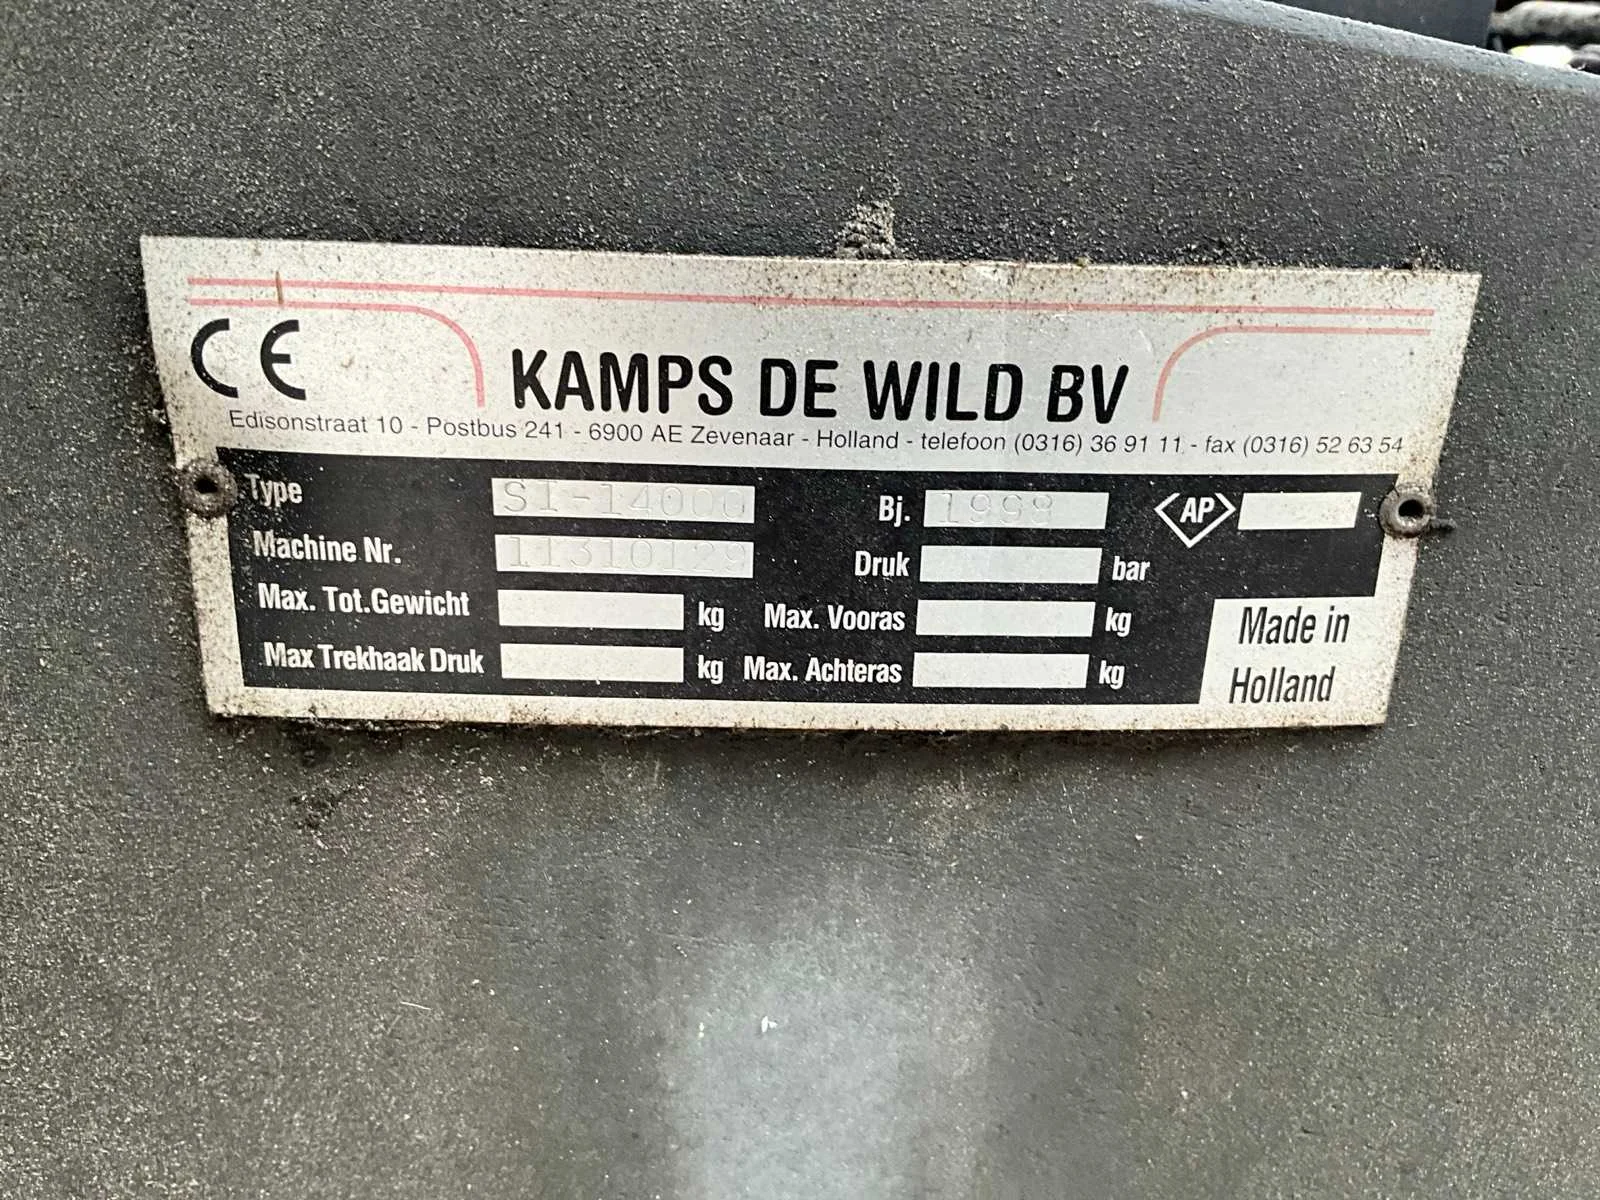 CE
KAMPS DE WILD BV
Edisonstraat 10 - Postbus 241 - 6900 AE Zevenaar - Holland - telefoon (0316) 36 91 11 - fax (0316) 52 63 54
Type SI-14000 Bj. 1998 AP
Machine Nr. 11310129 Druk bar
Max. Tot.Gewicht kg Max. Vooras kg
Max Trekhaak Druk kg Max. Achteras kg
Made in
Holland